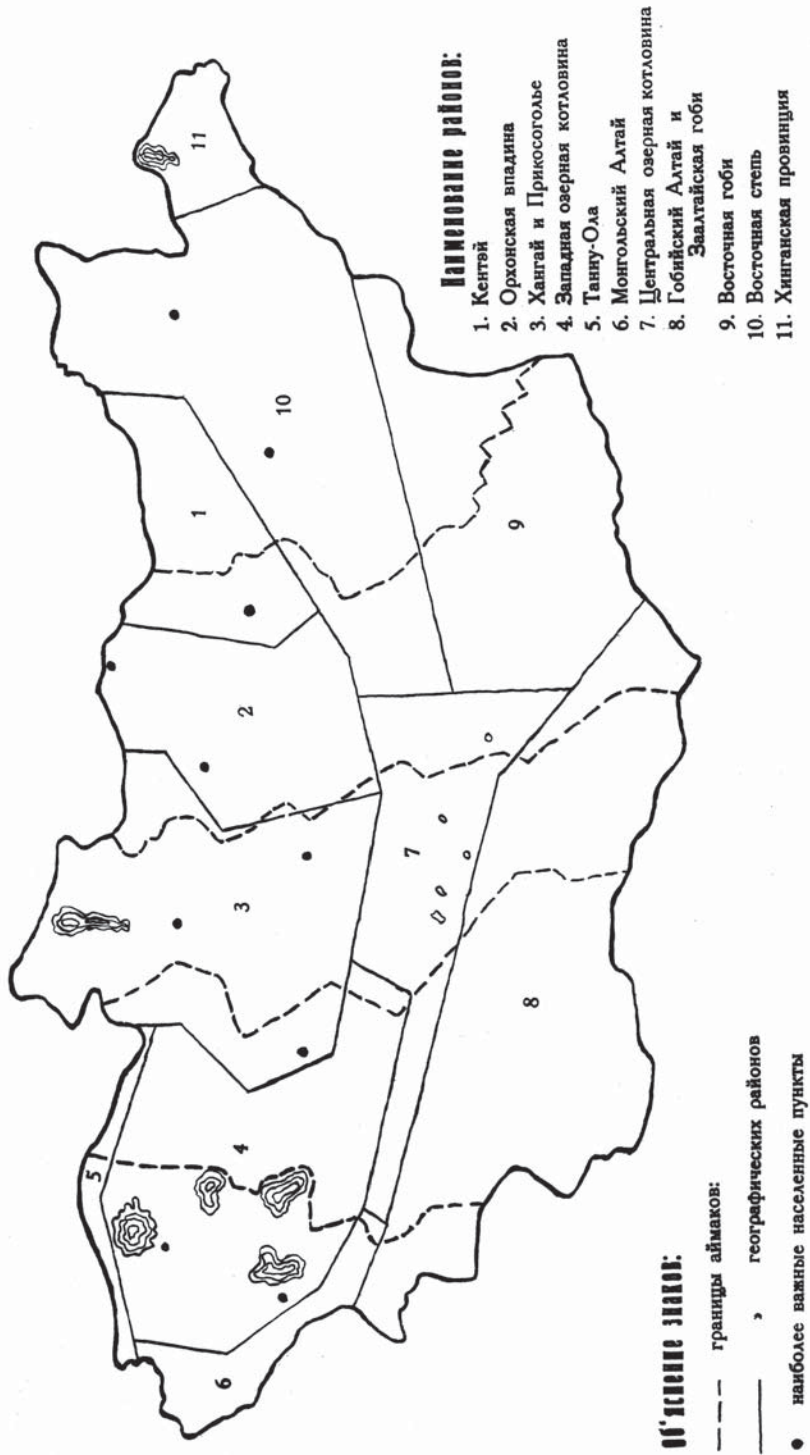 Наименование районов:
1. Кентэй
2. Орхонская впадина
3. Хангай и Прикосоголье
4. Западная озерная котловина
5. Танну-Ола
6. Монгольский Алтай
7. Центральная озерная котловина
8. Гобийский Алтай и
Заалтайская гоби
9. Восточная гоби
10. Восточная степь
11. Хинганская провинция
5
6
4
3
2
1
11
10
7
8
9
Об'яснение знаков:
границы аймаков:
» географических районов
наиболее важные населенные пункты